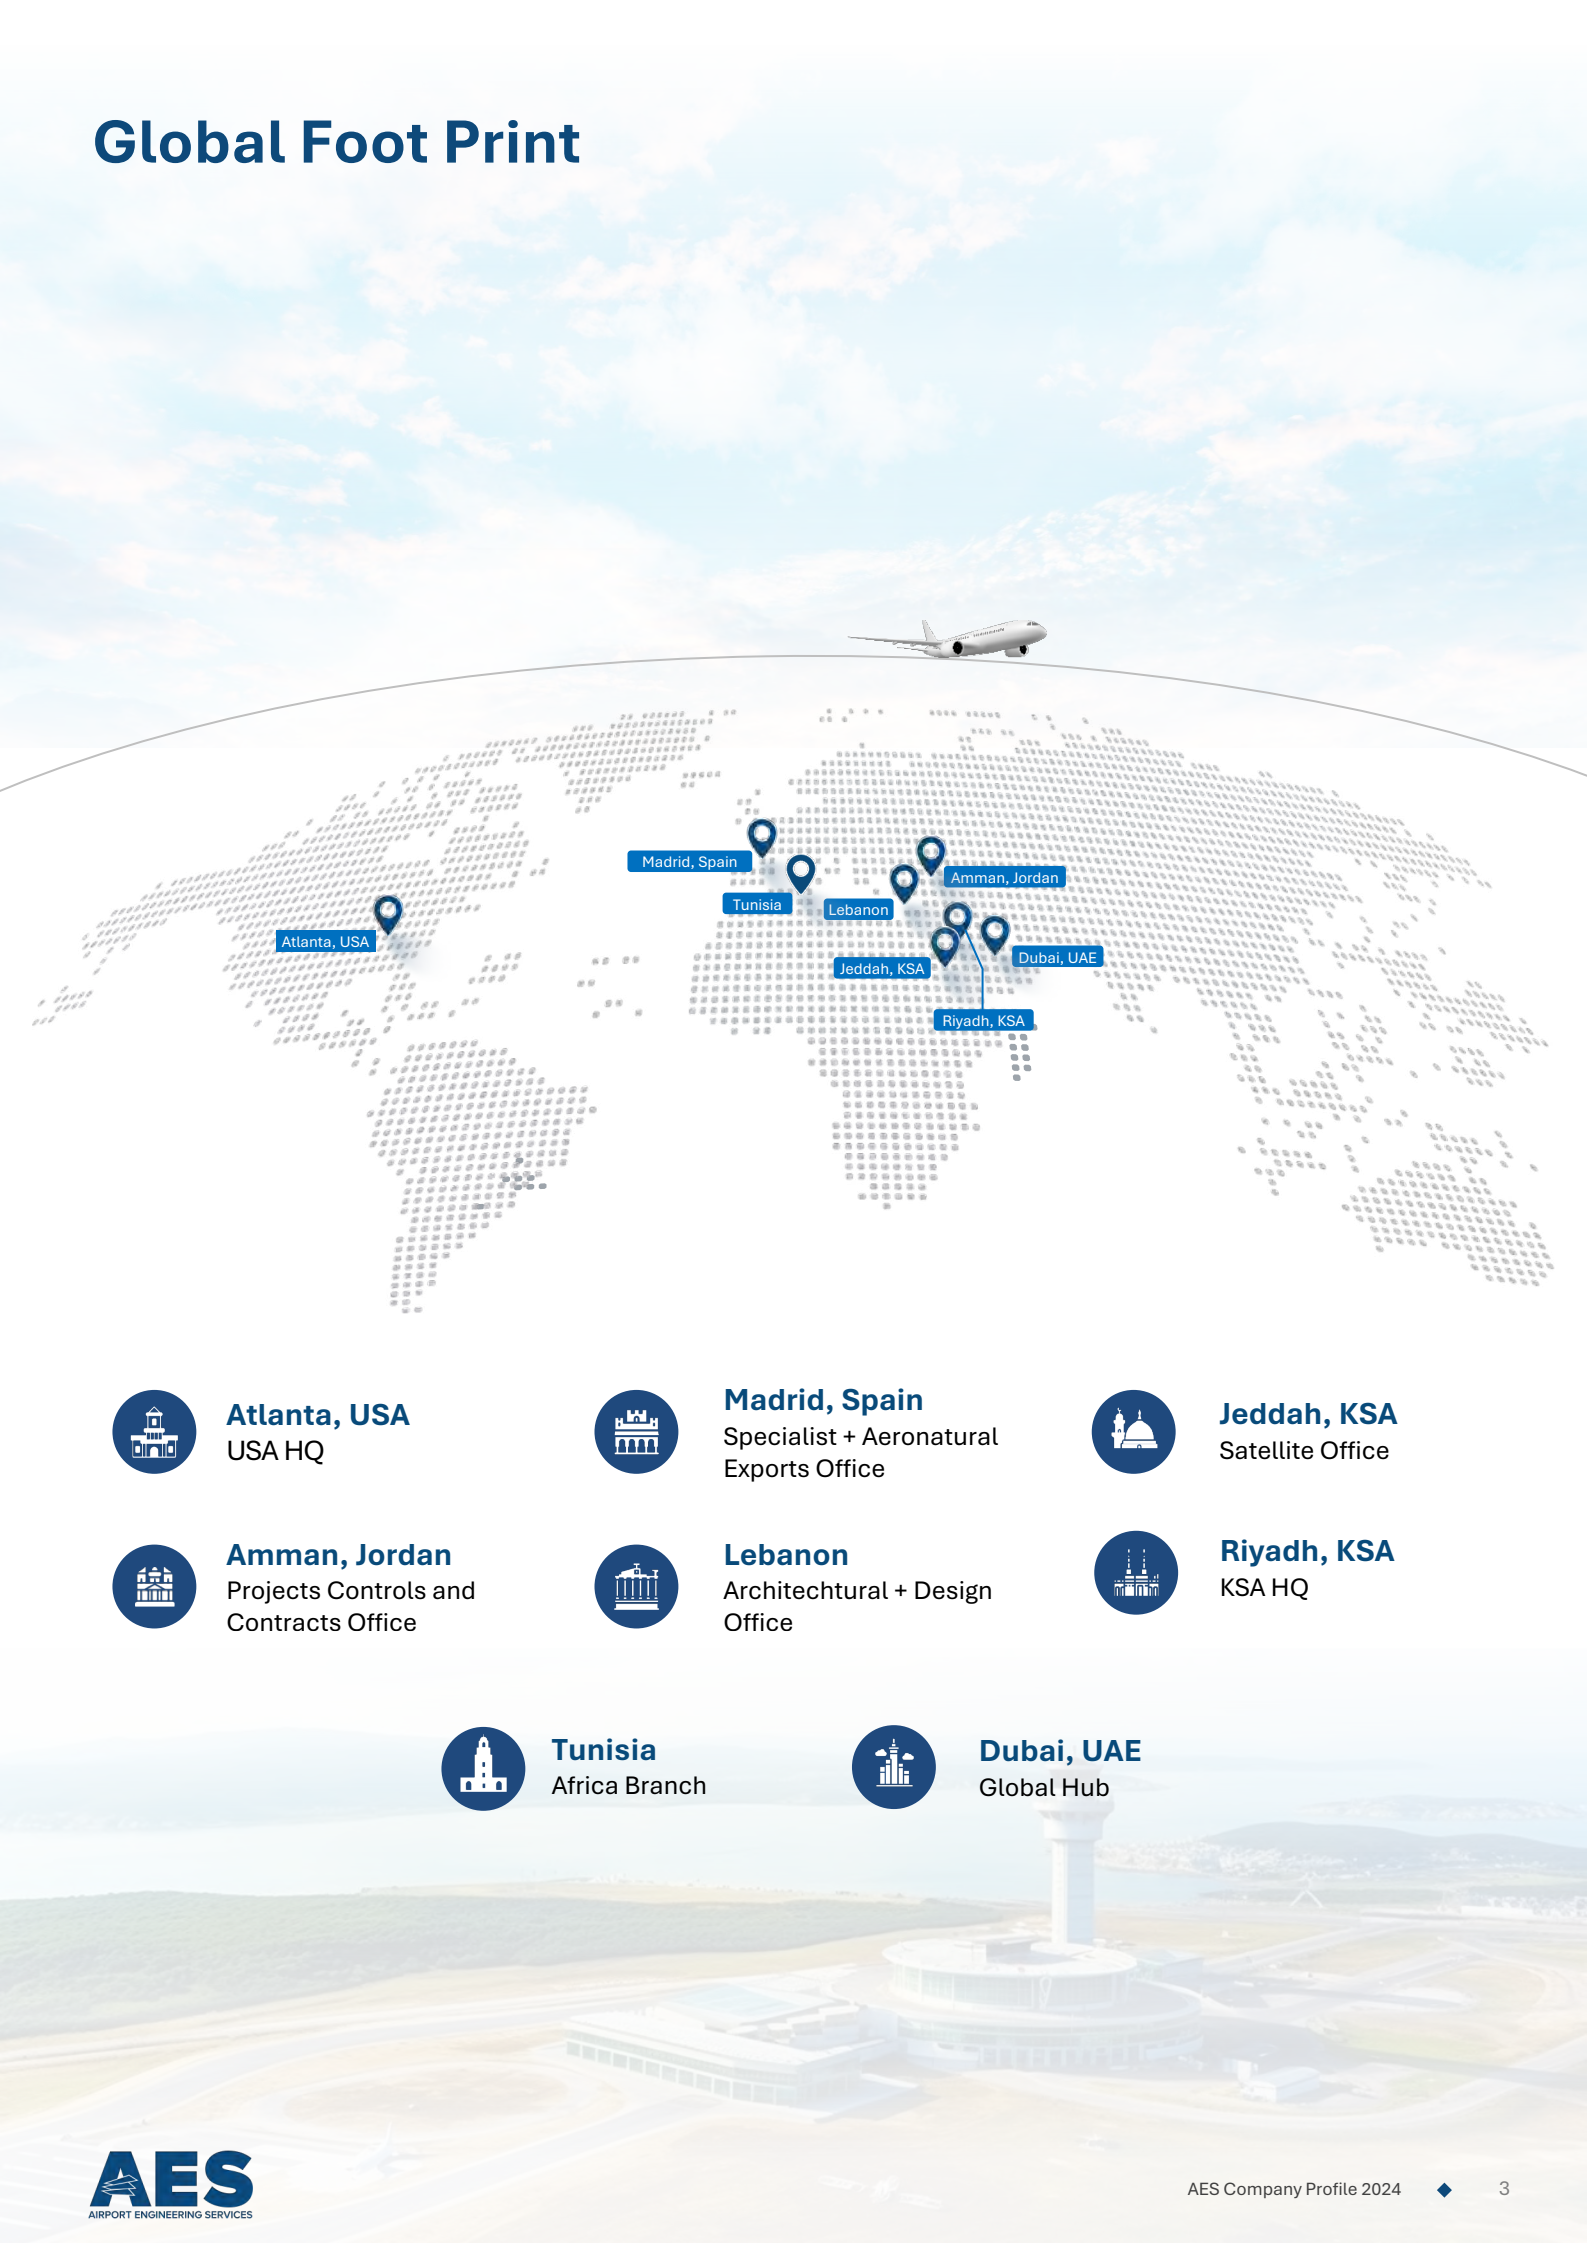 Global Foot Print
Madrid, Spain
Amman, Jordan
Tunisia
Lebanon
Atlanta, USA
Dubai, UAE
Jeddah, KSA
Riyadh, KSA
Atlanta, USA
USA HQ
Madrid, Spain
Specialist + Aeronatural
Exports Office
Jeddah, KSA
Satellite Office
Amman, Jordan
Projects Controls and
Contracts Office
Lebanon
Architechtural + Design
Office
Riyadh, KSA
KSA HQ
Tunisia
Africa Branch
Dubai, UAE
Global Hub
AES
AIRPORT ENGINEERING SERVICES
AES Company Profile 2024
3